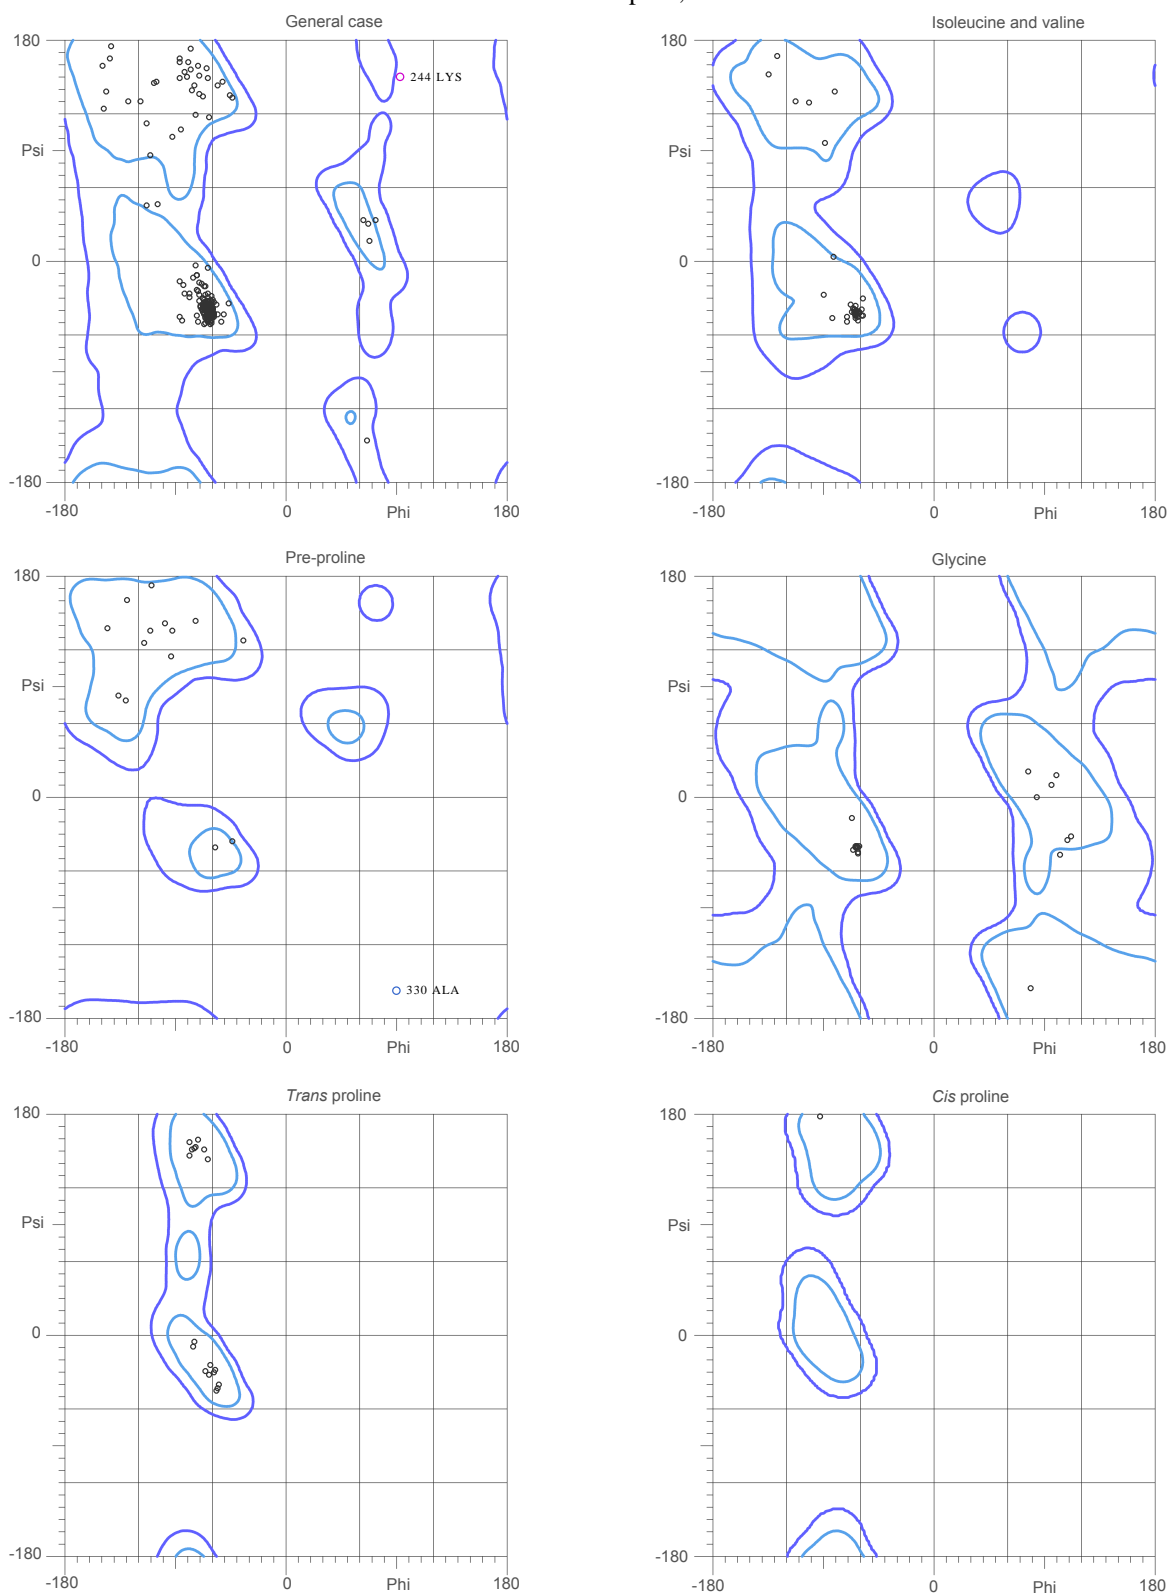 General case
180
Psi
0
-180
-180
0
Phi
180
244 LYS
Isoleucine and valine
180
Psi
0
-180
-180
0
Phi
180
Pre-proline
180
Psi
0
-180
-180
0
Phi
180
330 ALA
Glycine
180
Psi
0
-180
-180
0
Phi
180
Trans proline
180
Psi
0
-180
-180
0
Phi
180
Cis proline
180
Psi
0
-180
-180
0
Phi
180